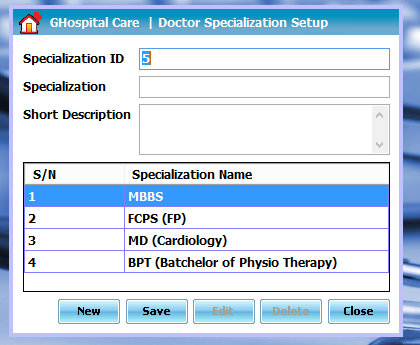 GHospital Care | Doctor Specialization Setup
Specialization ID 5
Specialization
Short Description
S/N Specialization Name
1 MBBS
2 FCPS (FP)
3 MD (Cardiology)
4 BPT (Batchelor of Physio Therapy)
New Save Edit Delete Close